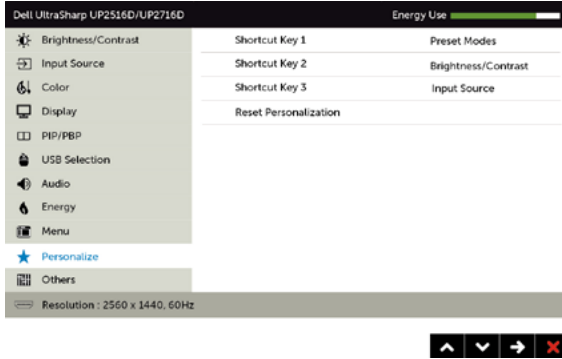 Dell UltraSharp UP2516D/UP2716D Energy Use
Brightness/Contrast Shortcut Key 1 Preset Modes
Input Source Shortcut Key 2 Brightness/Contrast
Color Shortcut Key 3 Input Source
Display Reset Personalization
PIP/PBP
USB Selection
Audio
Energy
Menu
Personalize
Others
Resolution : 2560 x 1440, 60Hz